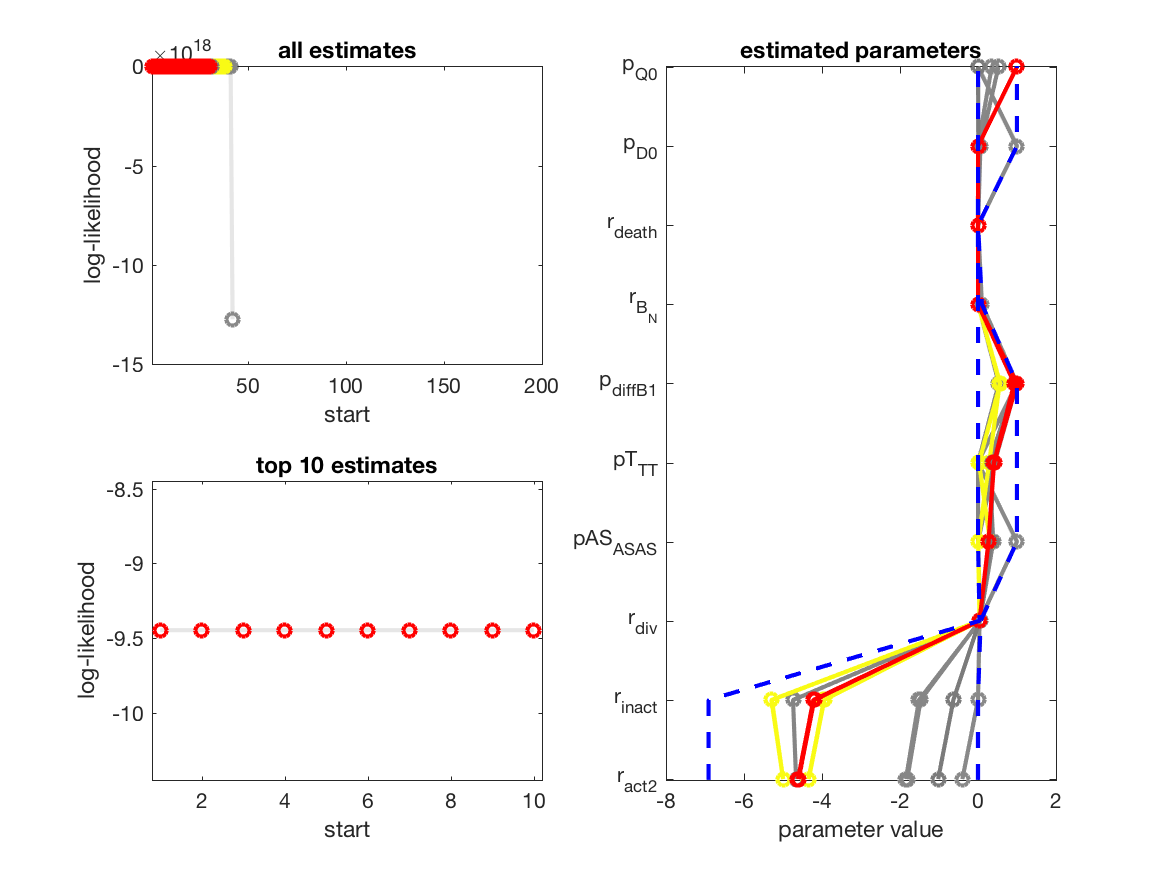 all estimates
×10^18
0
-5
-10
-15
50
100
150
200
log-likelihood
start
top 10 estimates
-8.5
-9
-9.5
-10
2
4
6
8
10
log-likelihood
start
estimated parameters
p_Q0
p_D0
r_death
r_B_N
p_diffB1
pT_TT
pAS_ASAS
r_div
r_inact
r_act2
-8
-6
-4
-2
0
2
parameter value